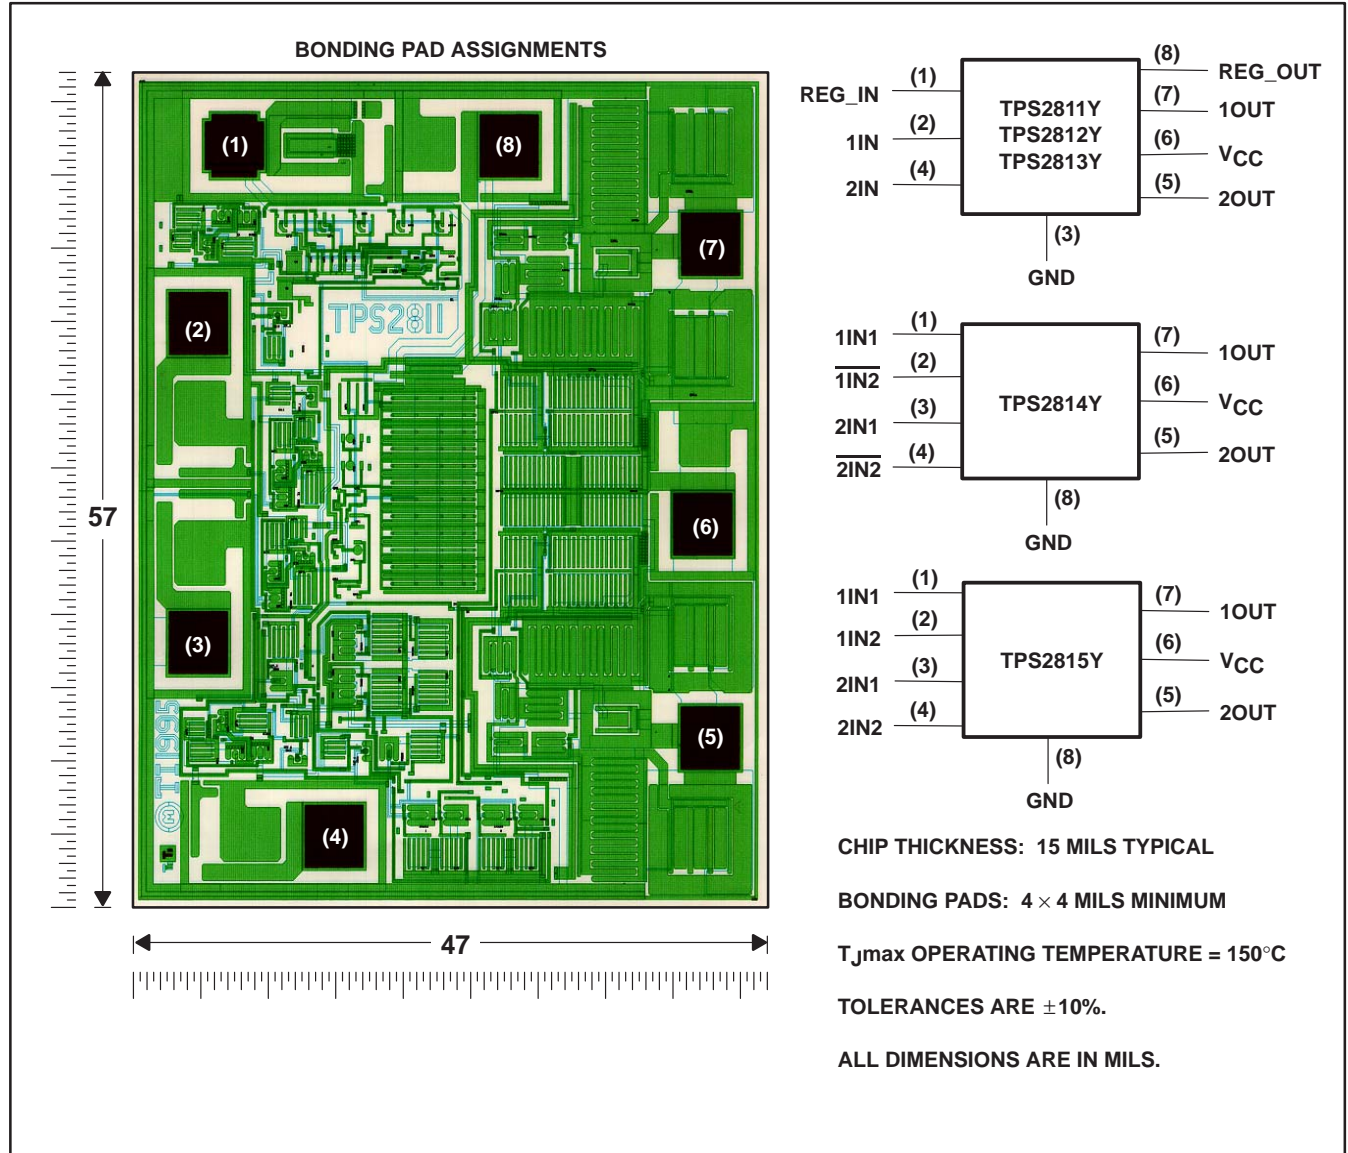 BONDING PAD ASSIGNMENTS
(1)
(8)
(7)
(2)
TPS2811
(6)
(3)
(5)
(4)
TI 1995
M
57
47
REG_IN (1)
1IN (2)
2IN (4)
TPS2811Y
TPS2812Y
TPS2813Y
(8) REG_OUT
(7) 1OUT
(6) VCC
(5) 2OUT
(3)
GND
1IN1 (1)
1IN2 (2)
2IN1 (3)
2IN2 (4)
TPS2814Y
(7) 1OUT
(6) VCC
(5) 2OUT
(8)
GND
1IN1 (1)
1IN2 (2)
2IN1 (3)
2IN2 (4)
TPS2815Y
(7) 1OUT
(6) VCC
(5) 2OUT
(8)
GND
CHIP THICKNESS: 15 MILS TYPICAL
BONDING PADS: 4 × 4 MILS MINIMUM
TJmax OPERATING TEMPERATURE = 150°C
TOLERANCES ARE ±10%.
ALL DIMENSIONS ARE IN MILS.